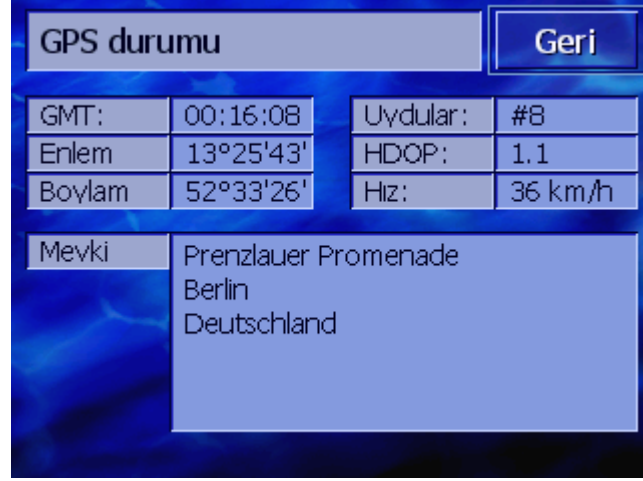 GPS durumu
Geri
GMT: 00:16:08
Uydular: #8
Enlem 13°25'43'
HDOP: 1.1
Boylam 52°33'26'
Hız: 36 km/h
Mevki
Prenzlauer Promenade
Berlin
Deutschland